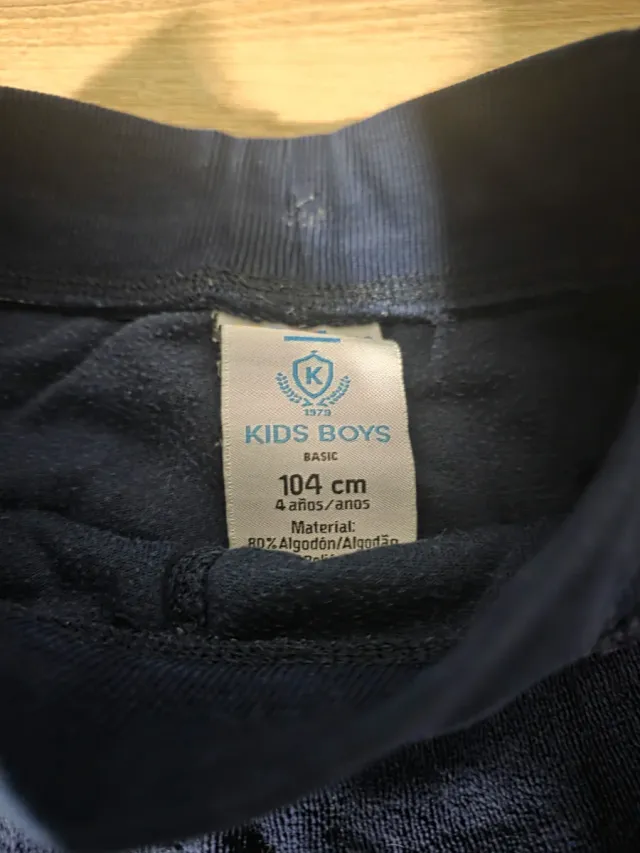 K
1979
KIDS BOYS
BASIC
104 cm
4 años/anos
Material:
80%Algodón/Algodão